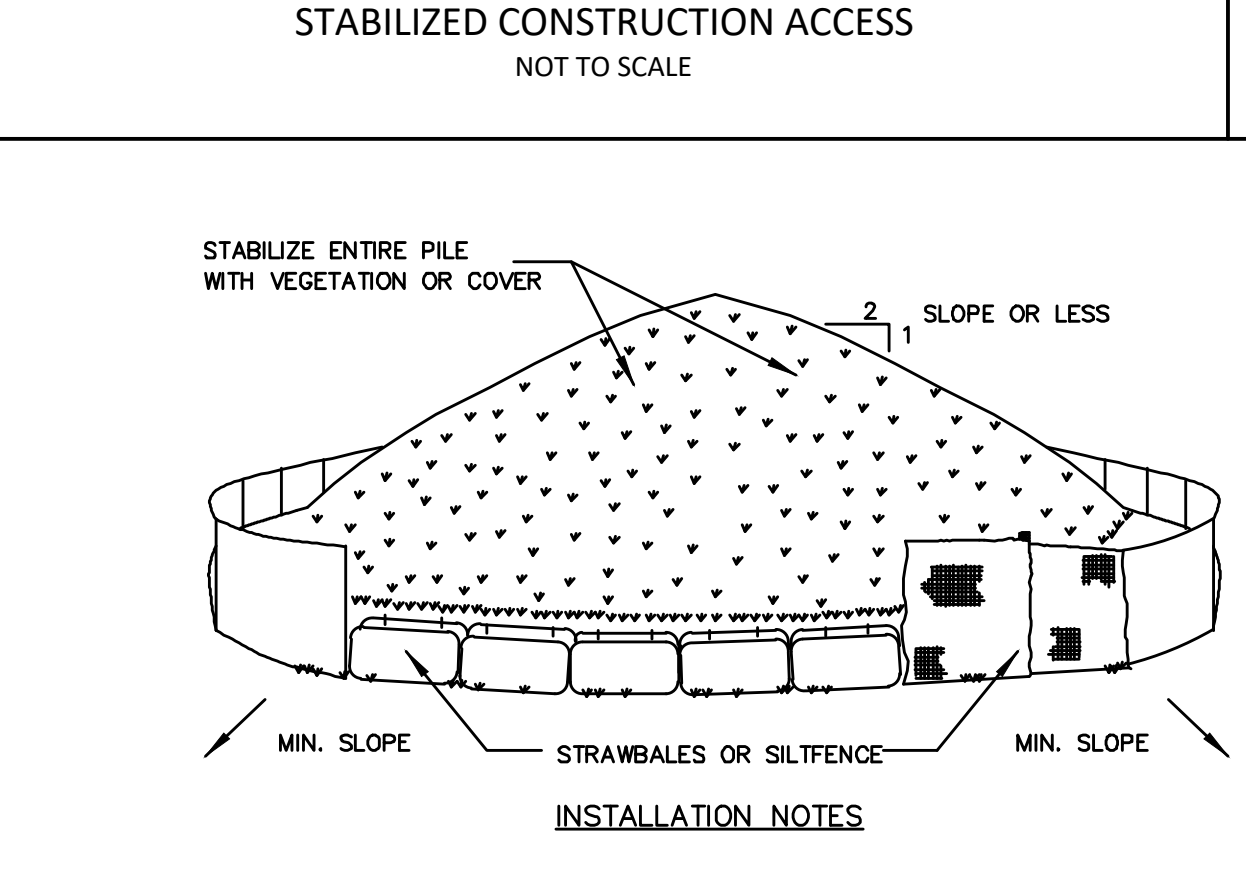 STABILIZED CONSTRUCTION ACCESS
NOT TO SCALE
STABILIZE ENTIRE PILE
WITH VEGETATION OR COVER
2
1
SLOPE OR LESS
MIN. SLOPE
STRAWBALES OR SILTFENCE
MIN. SLOPE
INSTALLATION NOTES